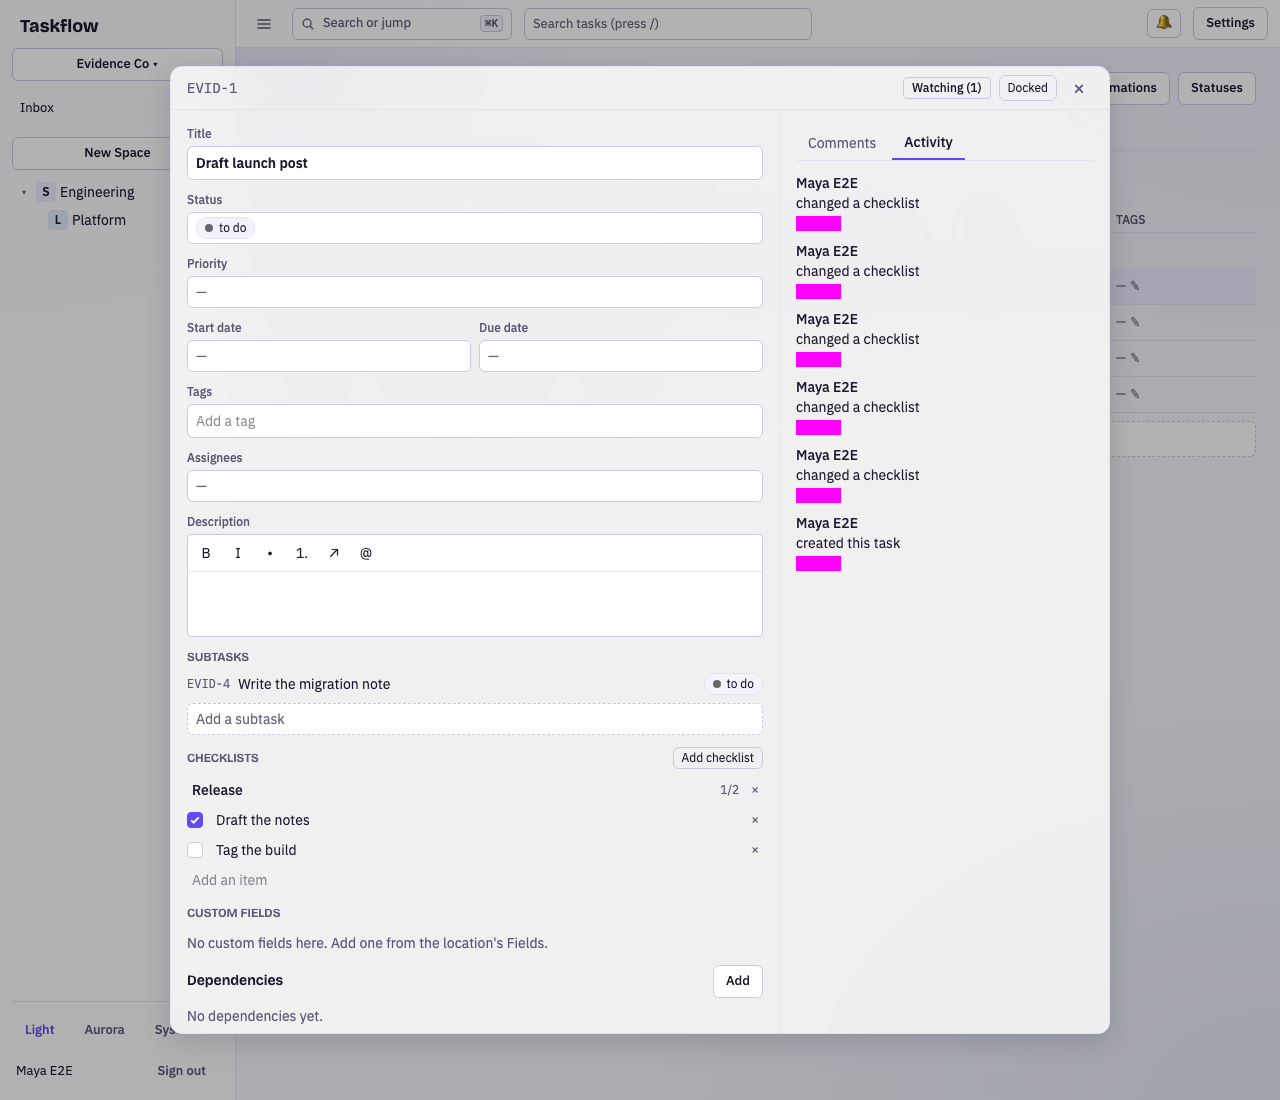 Taskflow
Evidence Co ▾
Inbox
New Space
▾ S Engineering
L Platform
Light Aurora Sys
Maya E2E Sign out
Search or jump ⌘K
Search tasks (press /)
Settings
mations
Statuses
TAGS
— ✎
— ✎
— ✎
— ✎
EVID-1
Watching (1)
Docked
×
Title
Draft launch post
Status
to do
Priority
—
Start date
—
Due date
—
Tags
Add a tag
Assignees
—
Description
B I • 1. ↗ @
SUBTASKS
EVID-4 Write the migration note to do
Add a subtask
CHECKLISTS Add checklist
Release 1/2 ×
Draft the notes ×
Tag the build ×
Add an item
CUSTOM FIELDS
No custom fields here. Add one from the location's Fields.
Dependencies Add
No dependencies yet.
Comments Activity
Maya E2E
changed a checklist
Maya E2E
changed a checklist
Maya E2E
changed a checklist
Maya E2E
changed a checklist
Maya E2E
changed a checklist
Maya E2E
created this task